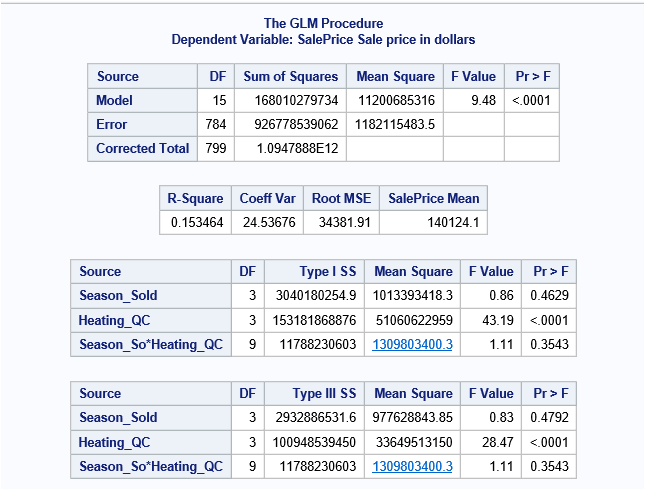 The GLM Procedure
Dependent Variable: SalePrice Sale price in dollars
Source DF Sum of Squares Mean Square F Value Pr > F
Model 15 168010279734 11200685316 9.48 <.0001
Error 784 926778539062 1182115483.5
Corrected Total 799 1.0947888E12
R-Square Coeff Var Root MSE SalePrice Mean
0.153464 24.53676 34381.91 140124.1
Source DF Type I SS Mean Square F Value Pr > F
Season_Sold 3 3040180254.9 1013393418.3 0.86 0.4629
Heating_QC 3 153181868876 51060622959 43.19 <.0001
Season_So*Heating_QC 9 11788230603 1309803400.3 1.11 0.3543
Source DF Type III SS Mean Square F Value Pr > F
Season_Sold 3 2932886531.6 977628843.85 0.83 0.4792
Heating_QC 3 100948539450 33649513150 28.47 <.0001
Season_So*Heating_QC 9 11788230603 1309803400.3 1.11 0.3543